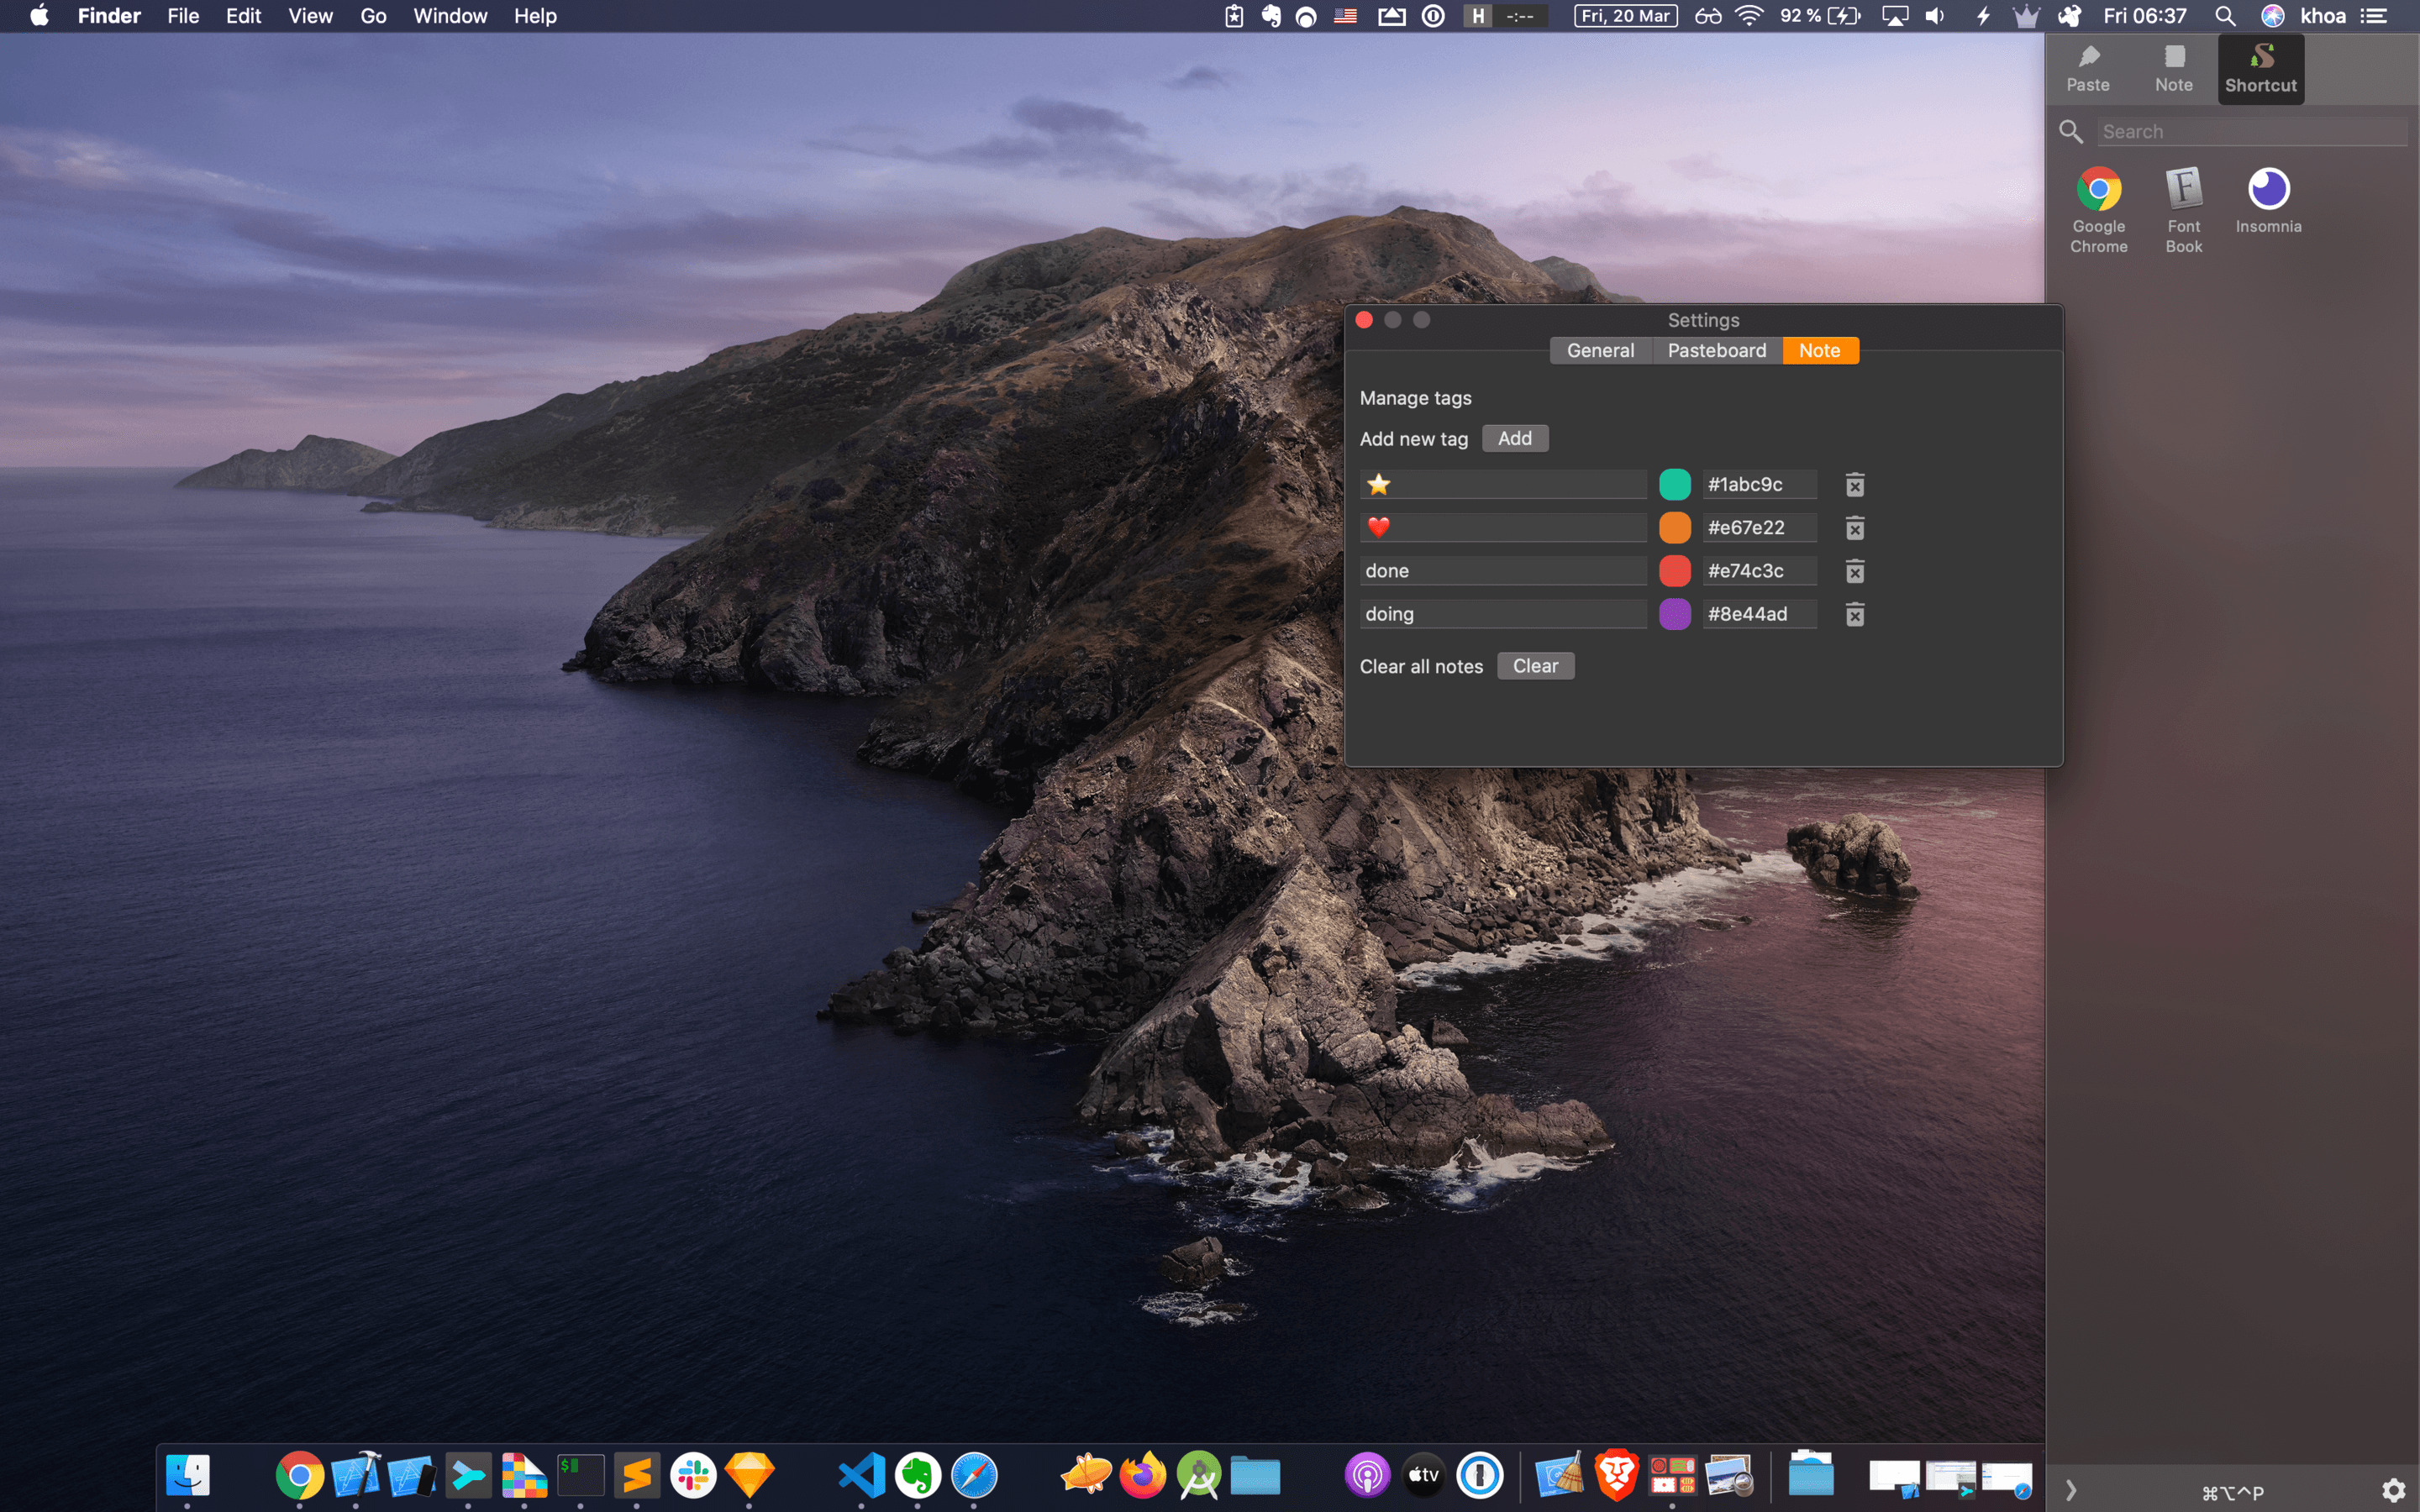 Finder File Edit View Go Window Help
H -:--
Fri, 20 Mar
92 %
Fri 06:37
khoa
Paste Note Shortcut
Search
Google Chrome
Font Book
Insomnia
Settings
General Pasteboard Note
Manage tags
Add new tag Add
#1abc9c
#e67e22
done #e74c3c
doing #8e44ad
Clear all notes Clear
$
tv
⌘⌥^P